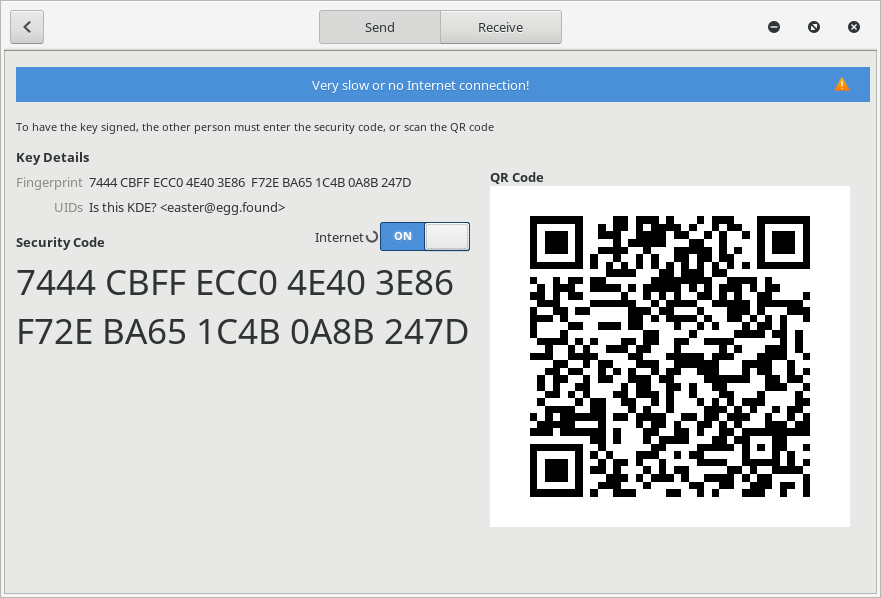 Send
Receive
Very slow or no Internet connection!
To have the key signed, the other person must enter the security code, or scan the QR code
Key Details
Fingerprint 7444 CBFF ECC0 4E40 3E86  F72E BA65 1C4B 0A8B 247D
UIDs Is this KDE? <easter@egg.found>
Security Code
Internet ON
7444 CBFF ECC0 4E40 3E86
F72E BA65 1C4B 0A8B 247D
QR Code